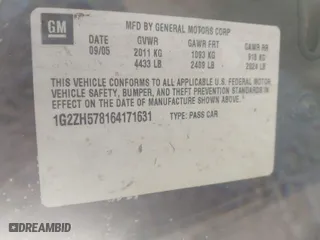 GM
MFD BY GENERAL MOTORS CORP
DATE GVWR GAWR FRT GAWR RR
09/05 2011 KG 1093 KG 918 KG
4433 LB 2409 LB 2024 LB
THIS VEHICLE CONFORMS TO ALL APPLICABLE U.S. FEDERAL MOTOR
VEHICLE SAFETY, BUMPER, AND THEFT PREVENTION STANDARDS
IN EFFECT ON THE DATE OF MANUFACTURE SHOWN ABOVE.
1G2ZH578164171631 TYPE: PASS CAR
DREAMBID